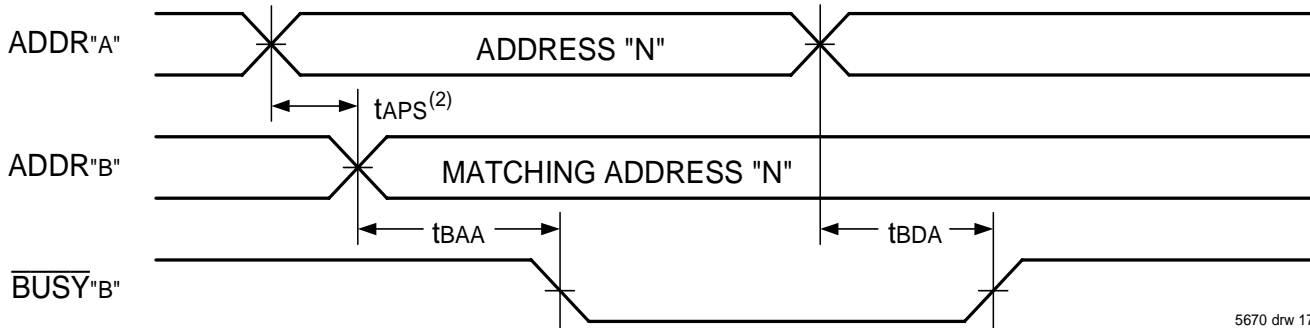 ADDR"A"
ADDRESS "N"
tAPS(2)
ADDR"B"
MATCHING ADDRESS "N"
tBAA
tBDA
BUSY"B"
5670 drw 17